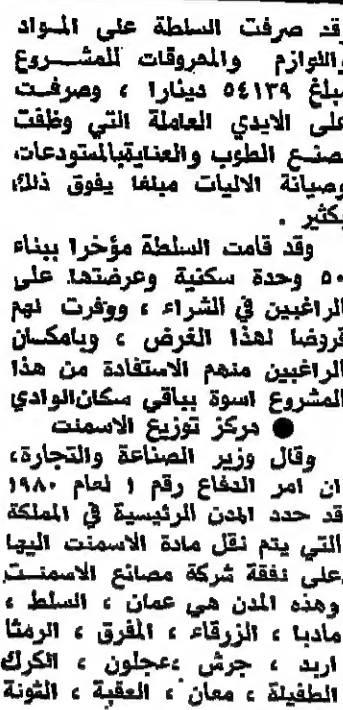 وقد صرفت السلطة على المواد
واللوازم والمحروقات للمشروع
مبلغ ٥٤١٣٩ دينارا ، وصرفت
على الايدي العاملة التي وظفت
لصنع الطوب والعنايةبالمستودعات
وصيانة الاليات مبلغا يفوق ذلك
بكثير .
وقد قامت السلطة مؤخرا ببناء
٥٠ وحدة سكنية وعرضتها على
الراغبين في الشراء ، ووفرت لهم
قروضا لهذا الغرض ، وبامكان
الراغبين منهم الاستفادة من هذا
المشروع اسوة بباقي سكان الوادي
● مركز توزيع الاسمنت
وقال وزير الصناعة والتجارة،
ان امر الدفاع رقم ١ لعام ١٩٨٠
قد حدد المدن الرئيسية في المملكة
التي يتم نقل مادة الاسمنت اليها
على نفقة شركة مصانع الاسمنت
وهذه المدن هي عمان ، السلط ،
مادبا ، الزرقاء ، المفرق ، الرمثا
اربد ، جرش ،عجلون ، الكرك
الطفيلة ، معان ، العقبة ، الشونة